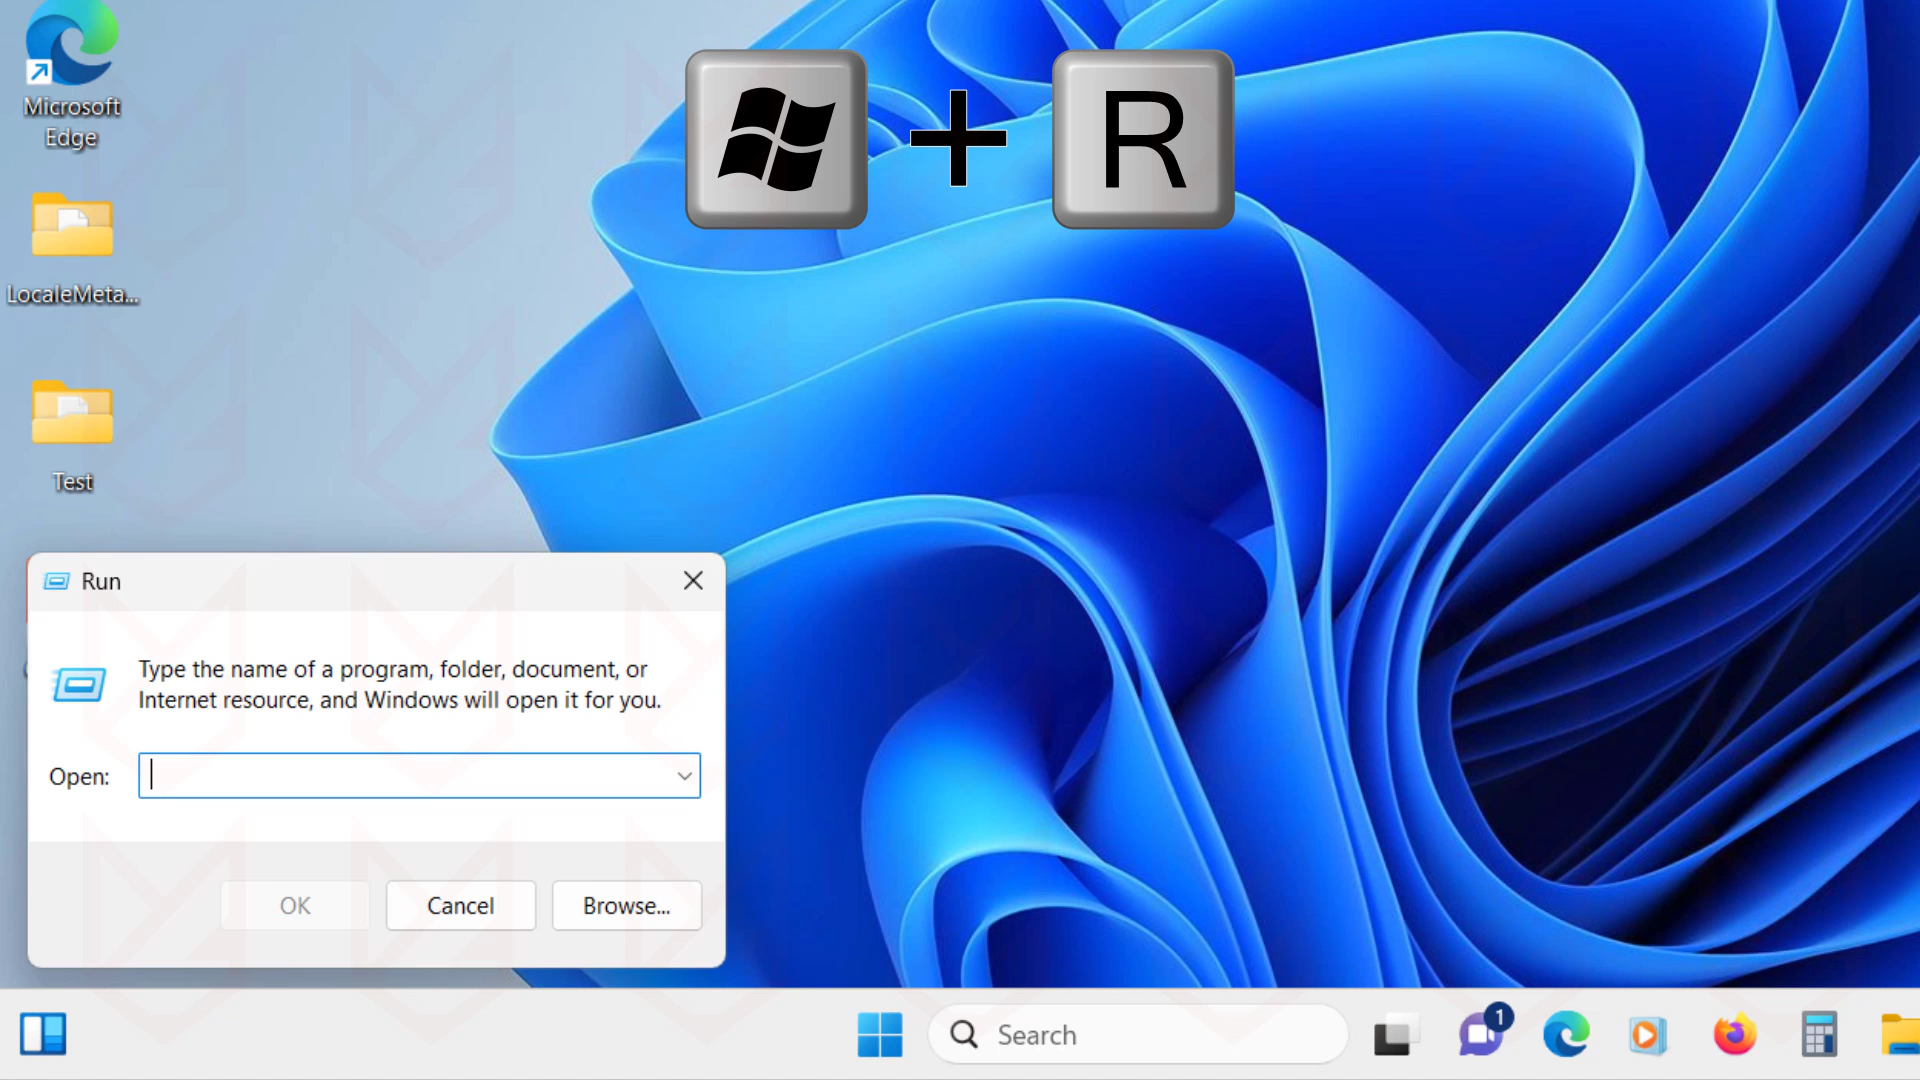 Microsoft
Edge
R
LocaleMeta...
Test
Run
Type the name of a program, folder, document, or
Internet resource, and Windows will open it for you.
Open:
OK
Cancel
Browse...
Search
1